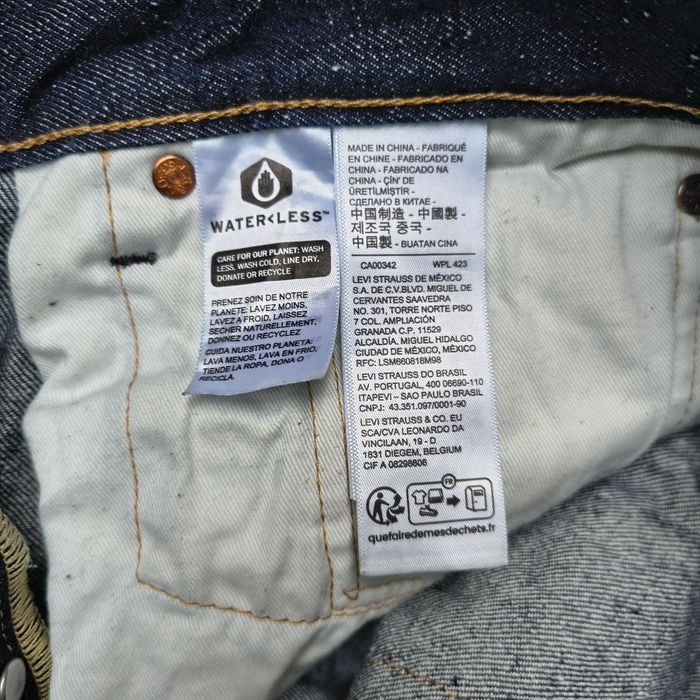 WATER<LESS™
CARE FOR OUR PLANET: WASH
LESS, WASH COLD, LINE DRY,
DONATE OR RECYCLE
PRENEZ SOIN DE NOTRE
PLANETE: LAVEZ MOINS,
LAVEZ A FROID, LAISSEZ
SECHER NATURELLEMENT,
DONNEZ OU RECYCLEZ
CUIDA NUESTRO PLANETA:
LAVA MENOS, LAVA EN FRIO,
TIENDE LA ROPA, DONA O
RECICLA.
MADE IN CHINA - FABRIQUÉ
EN CHINE - FABRICADO EN
CHINA - FABRICADO NA
CHINA - ÇİN' DE
ÜRETİLMİŞTİR -
СДЕЛАНО В КИТАЕ -
中国制造 - 中國製 -
제조국 중국 -
中国製 - BUATAN CINA
CA00342 WPL 423
LEVI STRAUSS DE MÉXICO
S.A. DE C.V.BLVD. MIGUEL DE
CERVANTES SAAVEDRA
NO. 301, TORRE NORTE PISO
7 COL. AMPLIACIÓN
GRANADA C.P. 11529
ALCALDÍA. MIGUEL HIDALGO
CIUDAD DE MÉXICO, MÉXICO
RFC: LSM660818M98
LEVI STRAUSS DO BRASIL
AV. PORTUGAL, 400 06690-110
ITAPEVI – SAO PAULO BRASIL
CNPJ: 43.351.097/0001-90
LEVI STRAUSS & CO. EU
SCA/CVA LEONARDO DA
VINCILAAN, 19 - D
1831 DIEGEM, BELGIUM
CIF A 08298606
FR
quefairedemesdechets.fr